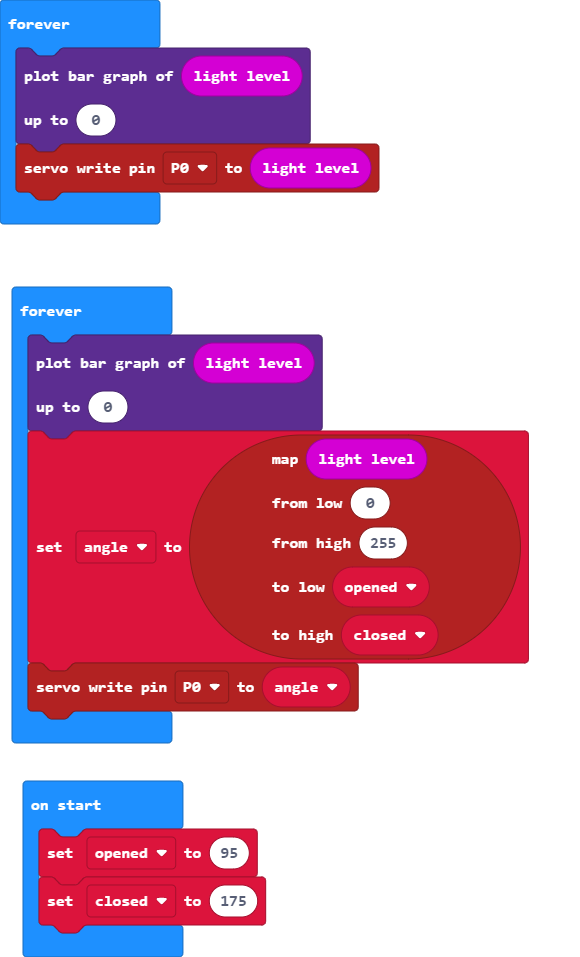 forever
plot bar graph of light level
up to 0
servo write pin P0 to light level
forever
plot bar graph of light level
up to 0
map light level
from low 0
set angle to from high 255
to low opened
to high closed
servo write pin P0 to angle
on start
set opened to 95
set closed to 175